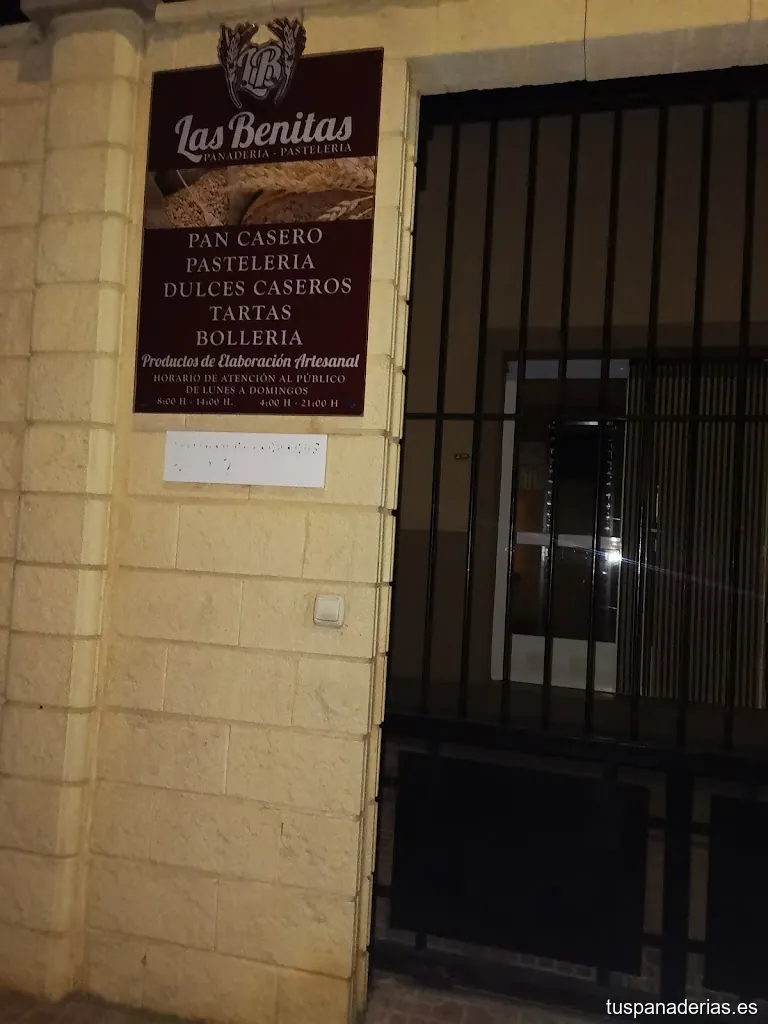 LB
Las Benitas
PANADERIA - PASTELERIA
PAN CASERO
PASTELERIA
DULCES CASEROS
TARTAS
BOLLERIA
Productos de Elaboración Artesanal
HORARIO DE ATENCIÓN AL PÚBLICO
DE LUNES A DOMINGOS
8:00 H - 14:00 H. 4:00 H - 21:00 H
tuspanaderias.es